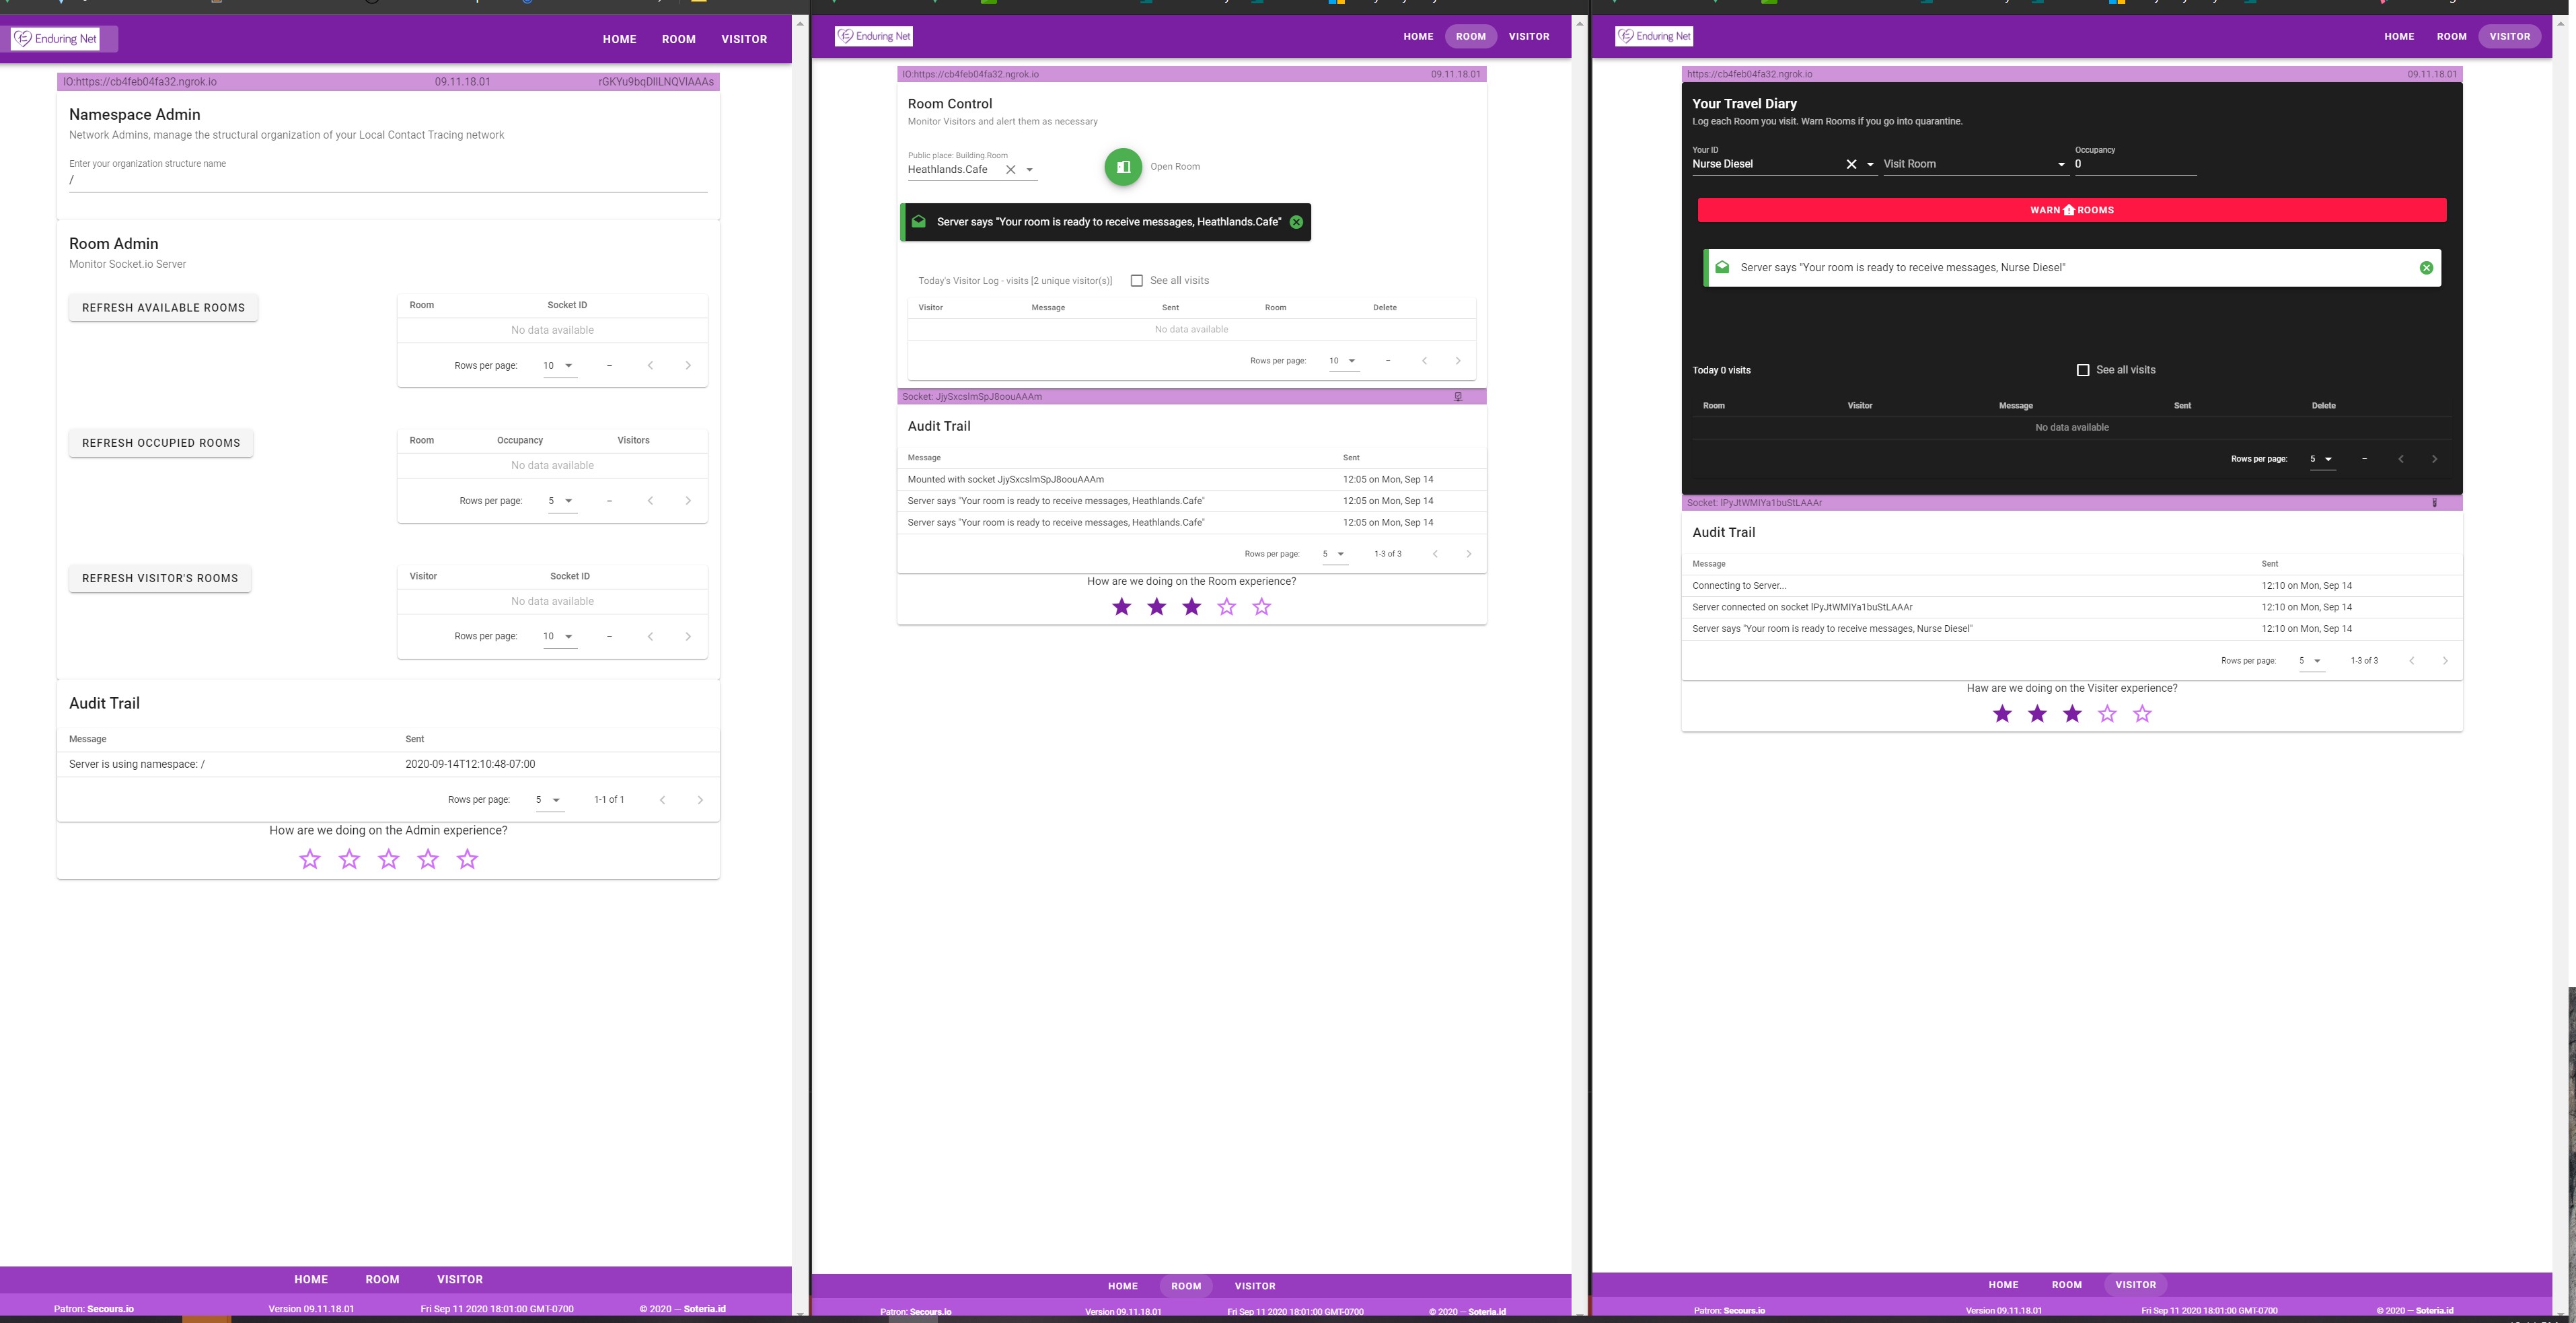 Enduring Net
HOME ROOM VISITOR
IO:https://cb4feb04fa32.ngrok.io 09.11.18.01
Namespace Admin
Network Admins, manage the structural organization of your Local Contact Tracing network
Enter your organization structure name
/
Room Admin
Monitor Socket.io Server
REFRESH AVAILABLE ROOMS
Room Socket ID
No data available
Rows per page: 10 –
REFRESH OCCUPIED ROOMS
Room Occupancy Visitors
No data available
Rows per page: 5 –
REFRESH VISITOR'S ROOMS
Visitor Socket ID
No data available
Rows per page: 10 –
Audit Trail
Message Sent
Server is using namespace: / 2020-09-14T12:10:48-07:00
Rows per page: 5 1-1 of 1
How are we doing on the Admin experience?
HOME ROOM VISITOR
Patron: Secours.io Version 09.11.18.01 Fri Sep 11 2020 18:01:00 GMT-0700 © 2020 — Soteria.id
Enduring Net
HOME ROOM VISITOR
IO:https://cb4feb04fa32.ngrok.io 09.11.18.01
Room Control
Monitor Visitors and alert them as necessary
Public place: Building.Room
Heathlands.Cafe
Open Room
Server says "Your room is ready to receive messages, Heathlands.Cafe"
Today's Visitor Log - visits [2 unique visitor(s)] See all visits
Visitor Message Sent Room Delete
No data available
Rows per page: 10 –
Socket:
Audit Trail
Message Sent
Mounted with socket 12:05 on Mon, Sep 14
Server says "Your room is ready to receive messages, Heathlands.Cafe" 12:05 on Mon, Sep 14
Server says "Your room is ready to receive messages, Heathlands.Cafe" 12:05 on Mon, Sep 14
Rows per page: 5 1-3 of 3
How are we doing on the Room experience?
HOME ROOM VISITOR
Patron: Secours.io Version 09.11.18.01 Fri Sep 11 2020 18:01:00 GMT-0700 © 2020 — Soteria.id
Enduring Net
HOME ROOM VISITOR
https://cb4feb04fa32.ngrok.io 09.11.18.01
Your Travel Diary
Log each Room you visit. Warn Rooms if you go into quarantine.
Your ID Occupancy
Nurse Diesel Visit Room 0
WARN ROOMS
Server says "Your room is ready to receive messages, Nurse Diesel"
Today 0 visits See all visits
Room Visitor Message Sent Delete
No data available
Rows per page: 5 –
Socket:
Audit Trail
Message Sent
Connecting to Server... 12:10 on Mon, Sep 14
Server connected on socket 12:10 on Mon, Sep 14
Server says "Your room is ready to receive messages, Nurse Diesel" 12:10 on Mon, Sep 14
Rows per page: 5 1-3 of 3
Haw are we doing on the Visiter experience?
HOME ROOM VISITOR
Patron: Secours.io Version 09.11.18.01 Fri Sep 11 2020 18:01:00 GMT-0700 © 2020 — Soteria.id